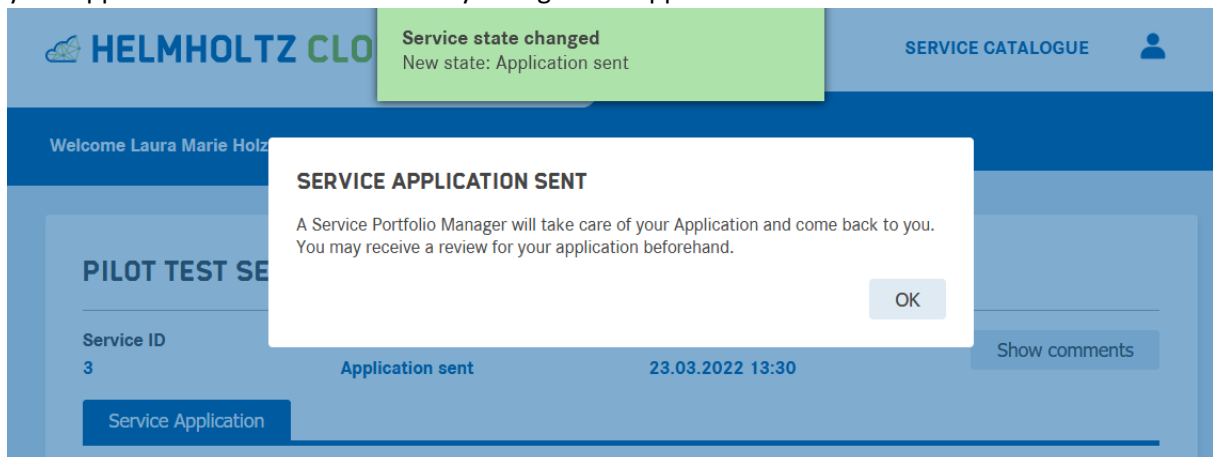 HELMHOLTZ CLO
Service state changed
New state: Application sent
SERVICE CATALOGUE
Welcome Laura Marie Holz
SERVICE APPLICATION SENT
A Service Portfolio Manager will take care of your Application and come back to you.
You may receive a review for your application beforehand.
OK
PILOT TEST SE
Service ID
3
Application sent
23.03.2022 13:30
Show comments
Service Application